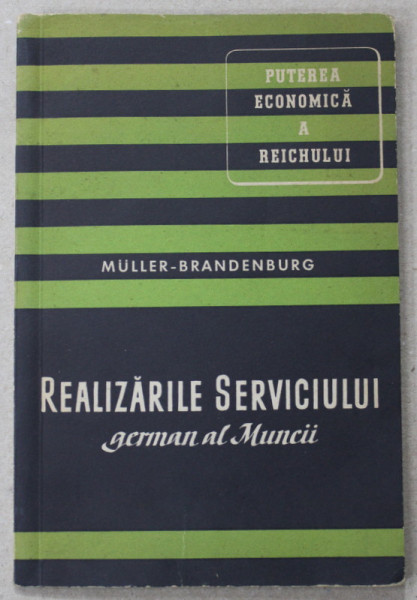 PUTEREA
ECONOMICĂ
A
REICHULUI
MÜLLER-BRANDENBURG
REALIZĂRILE SERVICIULUI
german al Muncii